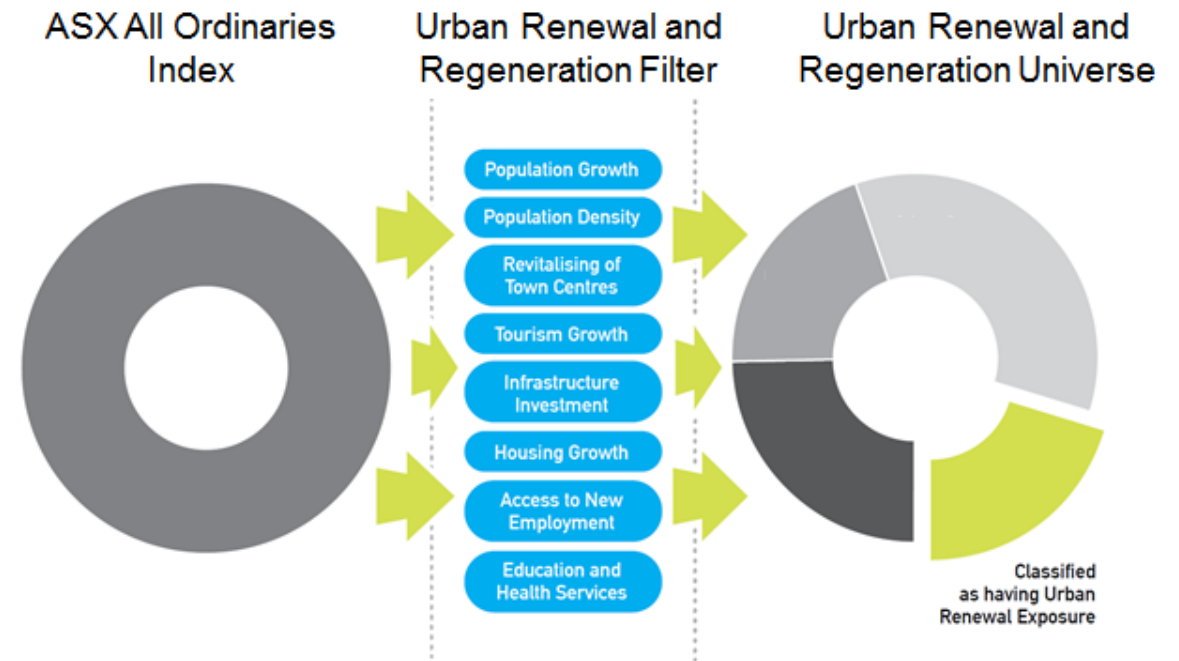 ASX All Ordinaries
Index
Urban Renewal and
Regeneration Filter
Urban Renewal and
Regeneration Universe
Population Growth
Population Density
Revitalising of
Town Centres
Tourism Growth
Infrastructure
Investment
Housing Growth
Access to New
Employment
Education and
Health Services
Classified
as having Urban
Renewal Exposure